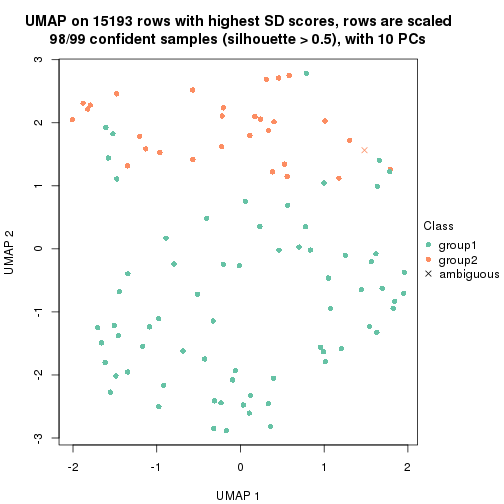 UMAP on 15193 rows with highest SD scores, rows are scaled
98/99 confident samples (silhouette > 0.5), with 10 PCs
3
2
1
0
-1
-2
-3
UMAP 2
-2
-1
0
1
2
UMAP 1
Class
group1
group2
ambiguous